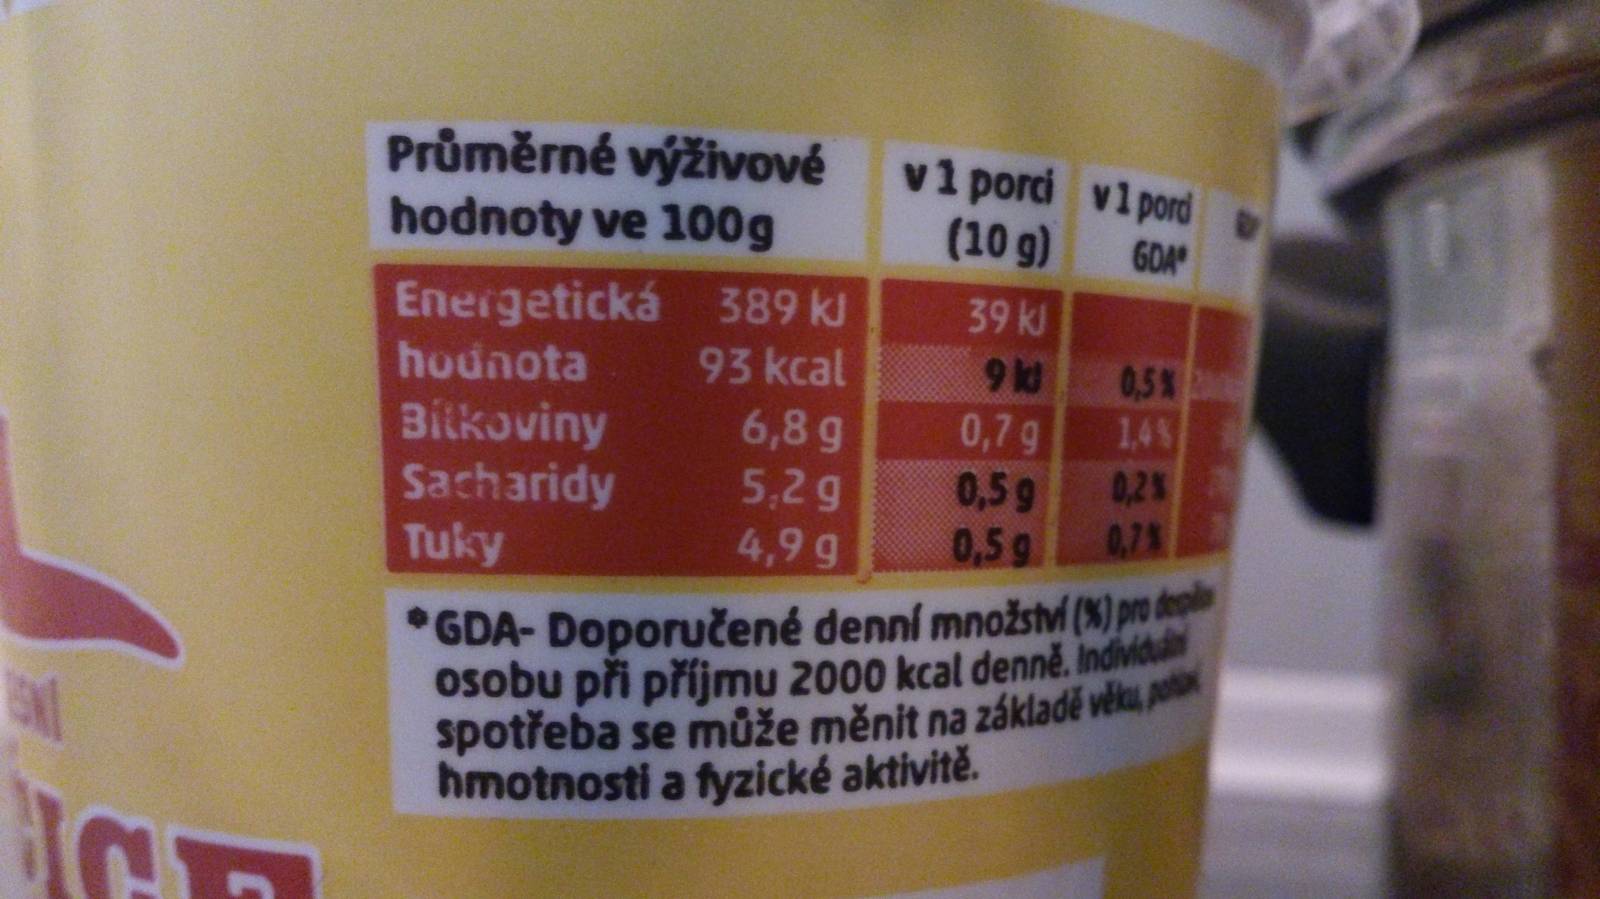 Průměrné výživové hodnoty ve 100g
v 1 porci (10 g)
v 1 porci GDA*
Energetická 389 kJ 39 kJ
hodnota 93 kcal 9 kJ 0,5 %
Bílkoviny 6,8 g 0,7 g 1,4 %
Sacharidy 5,2 g 0,5 g 0,2 %
Tuky 4,9 g 0,5 g 0,7 %
*GDA- Doporučené denní množství (%) pro
osobu při příjmu 2000 kcal denně. Individuální
spotřeba se může měnit na základě věku,
hmotnosti a fyzické aktivitě.